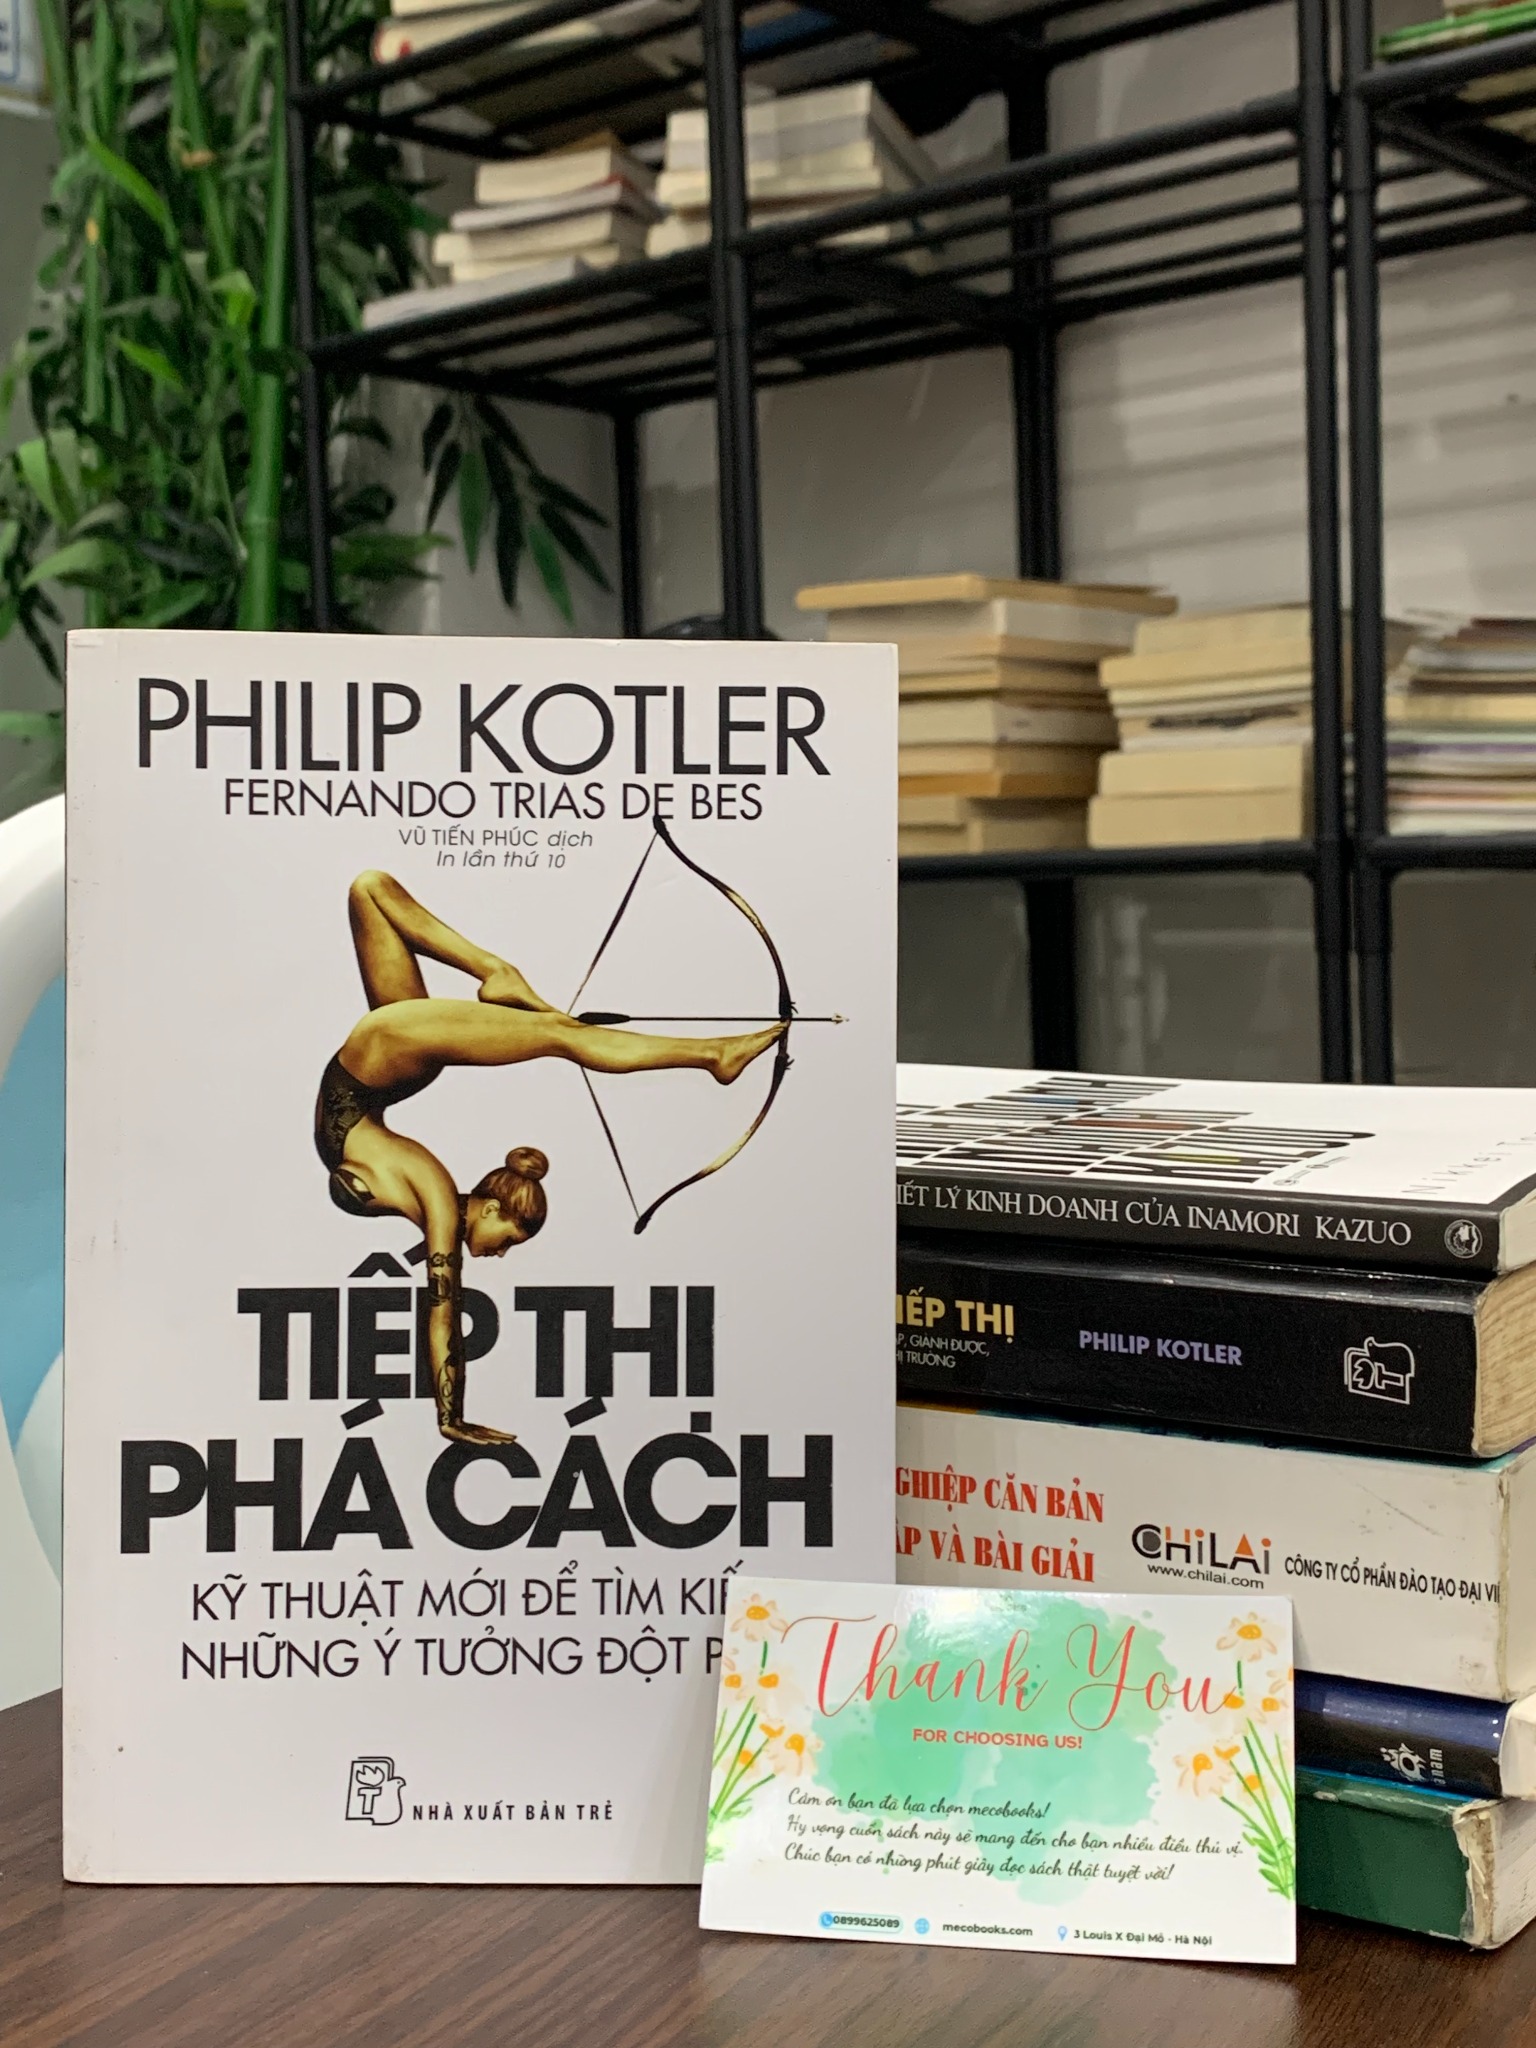 PHILIP KOTLER
FERNANDO TRIAS DE BES
VŨ TIẾN PHÚC dịch
In lần thứ 10
TIẾP THỊ
PHÁ CÁCH
KỸ THUẬT MỚI ĐỂ TÌM KIẾ
NHỮNG Ý TƯỞNG ĐỘT P
NHÀ XUẤT BẢN TRẺ
IẾT LÝ KINH DOANH CỦA INAMORI KAZUO
IẾP THỊ
P, GIÀNH ĐƯỢC,
HỊ TRƯỜNG
PHILIP KOTLER
GHIỆP CĂN BẢN
ẬP VÀ BÀI GIẢI
CHiLAi
www.chilai.com
CÔNG TY CỔ PHẦN ĐÀO TẠO ĐẠI VI
Thank You
FOR CHOOSING US!
Cảm ơn bạn đã lựa chọn mecobooks!
Hy vọng cuốn sách này sẽ mang đến cho bạn nhiều điều thú vị.
Chúc bạn có những phút giây đọc sách thật tuyệt vời!
0899625089
mecobooks.com
3 Louis X Đại Mỗ - Hà Nội